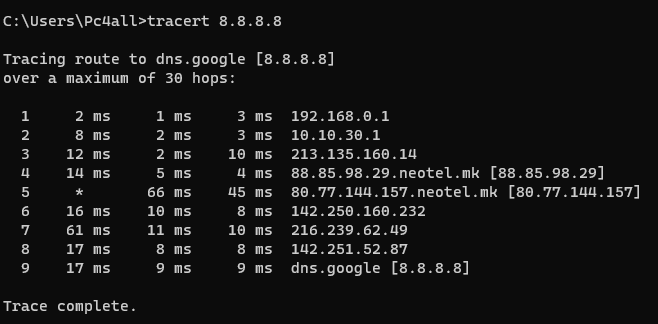 C:\Users\Pc4all>tracert 8.8.8.8
Tracing route to dns.google [8.8.8.8]
over a maximum of 30 hops:
1 2 ms 1 ms 3 ms 192.168.0.1
2 8 ms 2 ms 3 ms 10.10.30.1
3 12 ms 2 ms 10 ms 213.135.160.14
4 14 ms 5 ms 4 ms 88.85.98.29.neotel.mk [88.85.98.29]
5 * 66 ms 45 ms 80.77.144.157.neotel.mk [80.77.144.157]
6 16 ms 10 ms 8 ms 142.250.160.232
7 61 ms 11 ms 10 ms 216.239.62.49
8 17 ms 8 ms 8 ms 142.251.52.87
9 17 ms 9 ms 9 ms dns.google [8.8.8.8]
Trace complete.